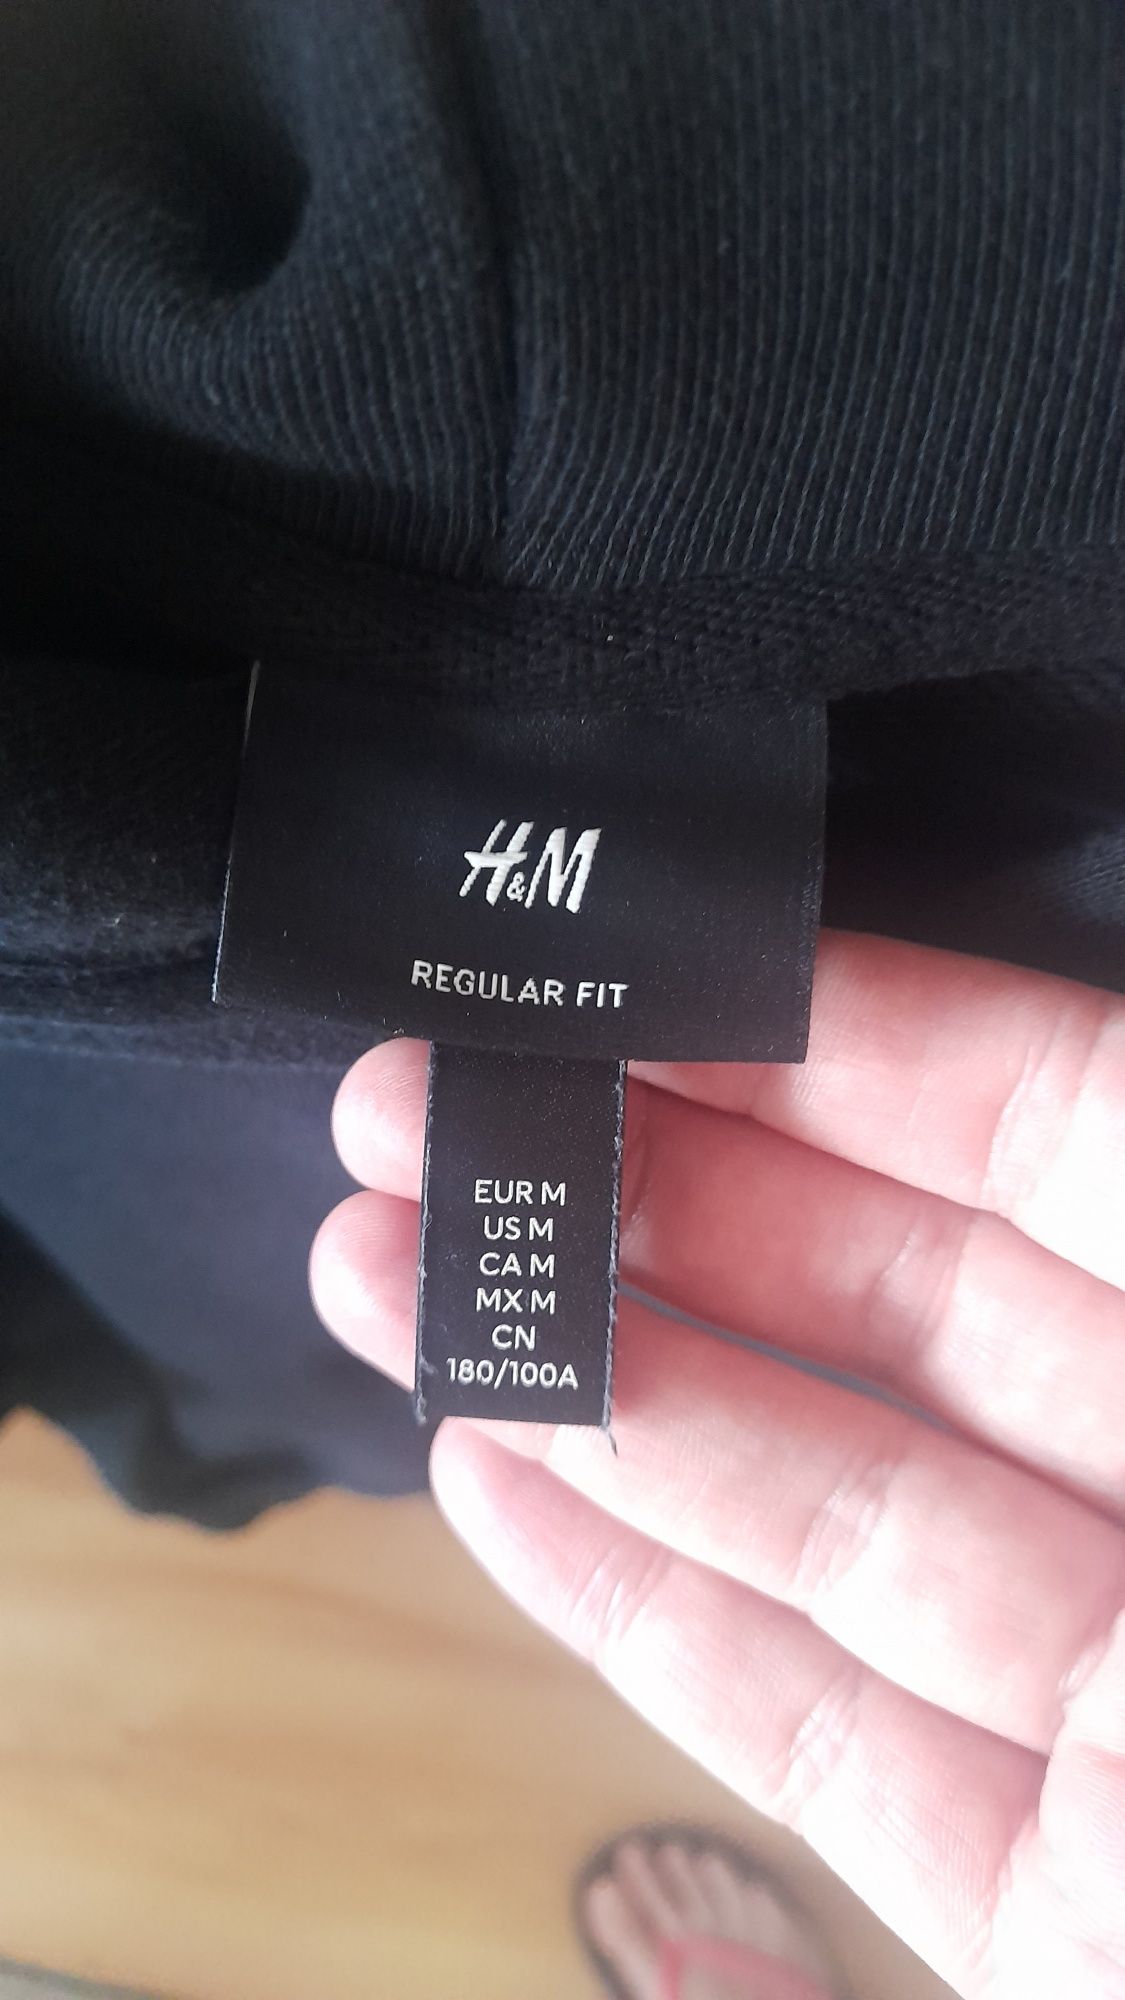 H&M
REGULAR FIT
EUR M
US M
CA M
MX M
CN
180/100A